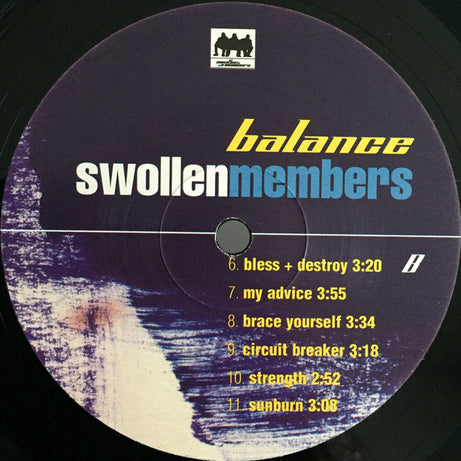 balance
swollenmembers
6. bless + destroy 3:20 B
7. my advice 3:55
8. brace yourself 3:34
9. circuit breaker 3:18
10. strength 2:52
11. sunburn 3:08